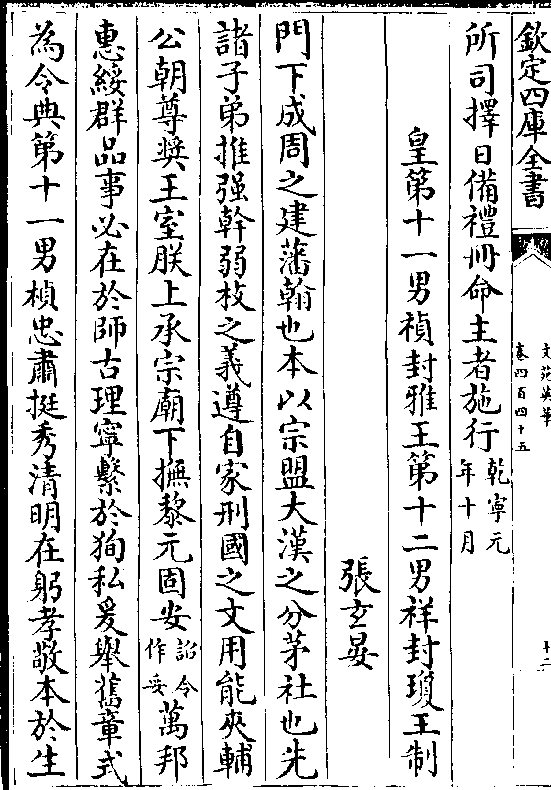 欽定四庫全書
文苑英華
卷四百四十五
十二
所司擇日備禮冊命主者施行乾寧元年十月
皇第十一男禎封雅王第十二男祥封瓊王制
張玄晏
門下成周之建藩翰也本以宗盟大漢之分茅社也先
諸子弟推强幹弱枝之義遵自家刑國之文用能夾輔
公朝尊奬王室朕上承宗廟下撫黎元固安詔令作妥萬邦
惠綏群品事必在於師古理寧繫於狥私爰舉舊章式
為令典第十一男楨忠肅挺秀清明在躬孝敬本於生